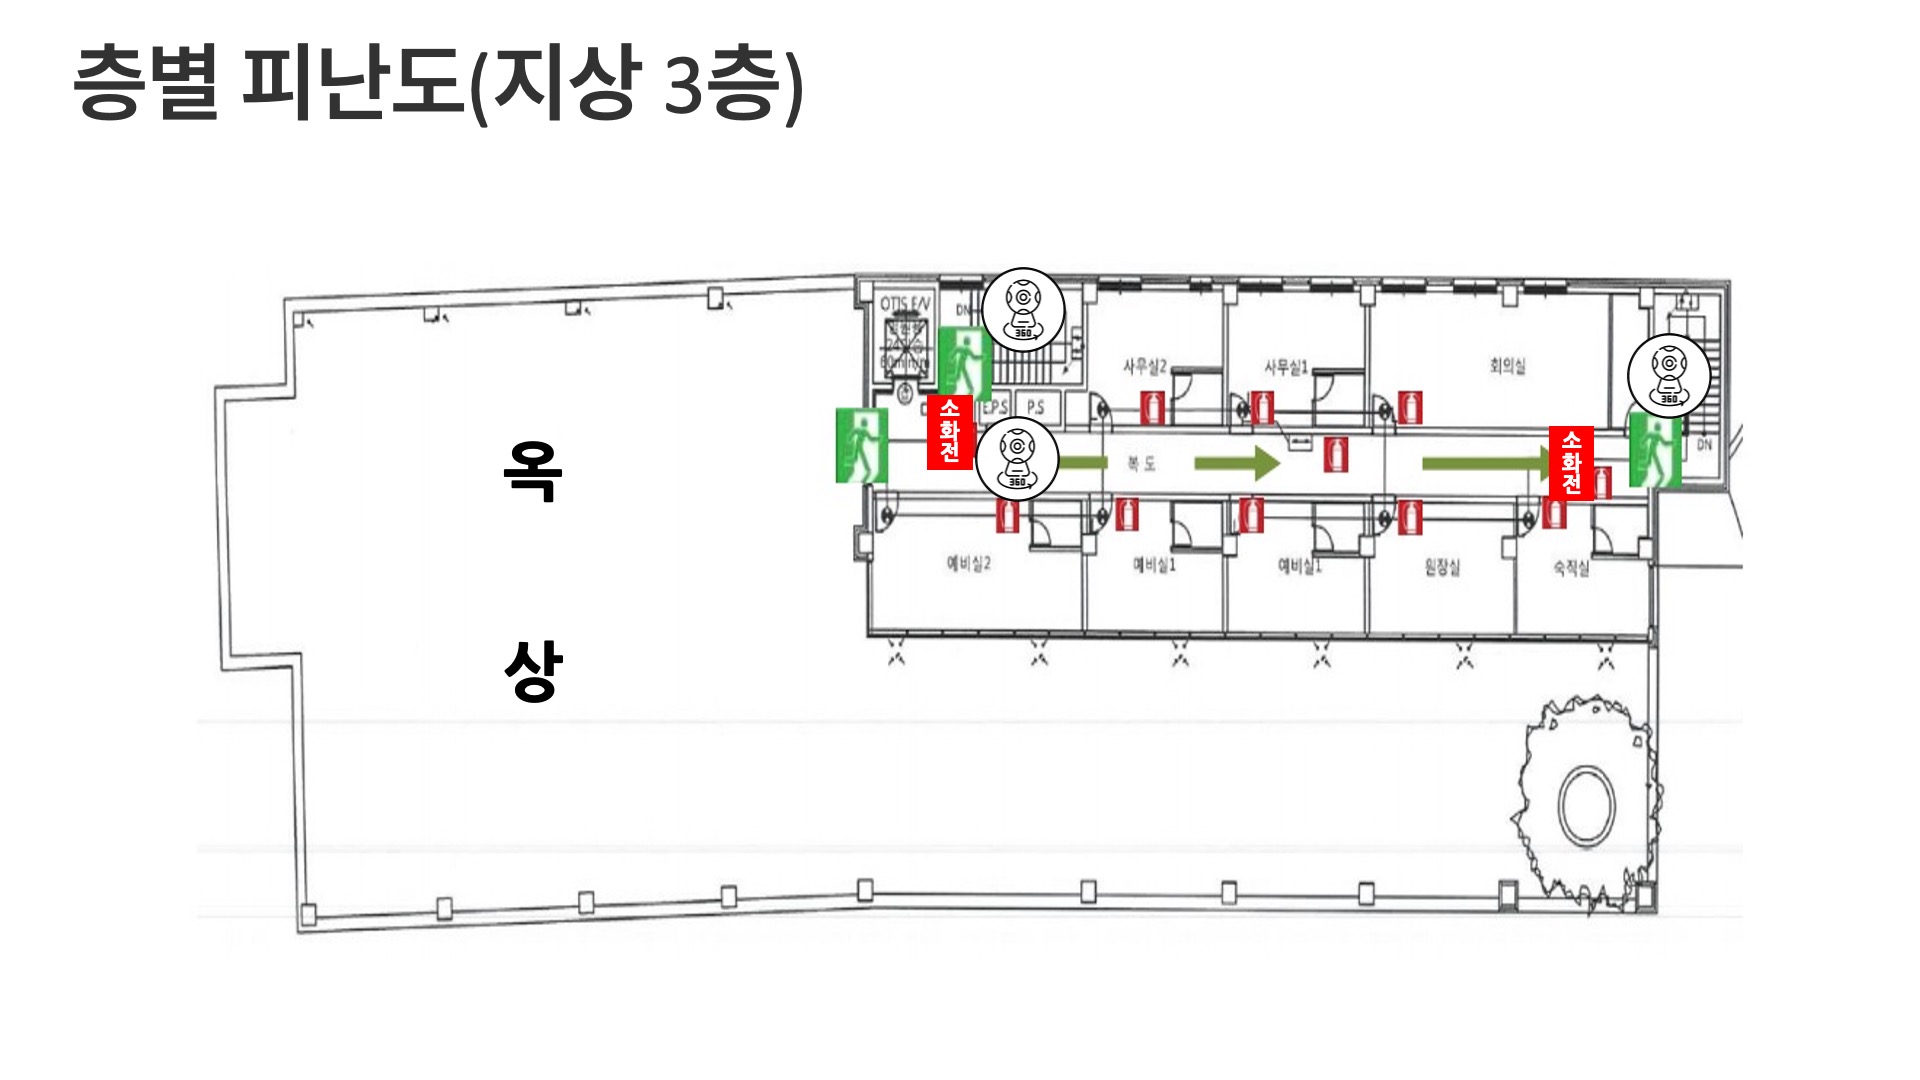 층별 피난도(지상 3층)
OTIS E/V
DN
360
사무실2
사무실1
회의실
360
소화전
E.P.S
P.S
360
복 도
소화전
DN
예비실2
예비실1
예비실1
원장실
숙직실
옥
상